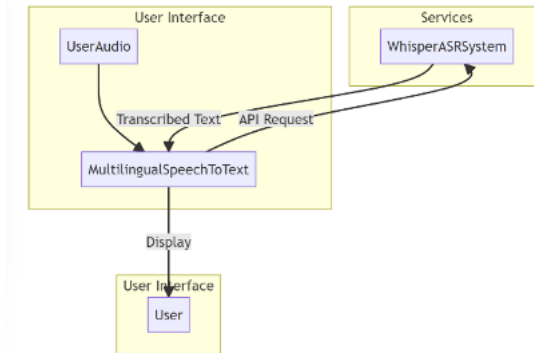 User Interface
Services
UserAudio
WhisperASRSystem
Transcribed Text
API Request
MultilingualSpeechToText
Display
User Interface
User